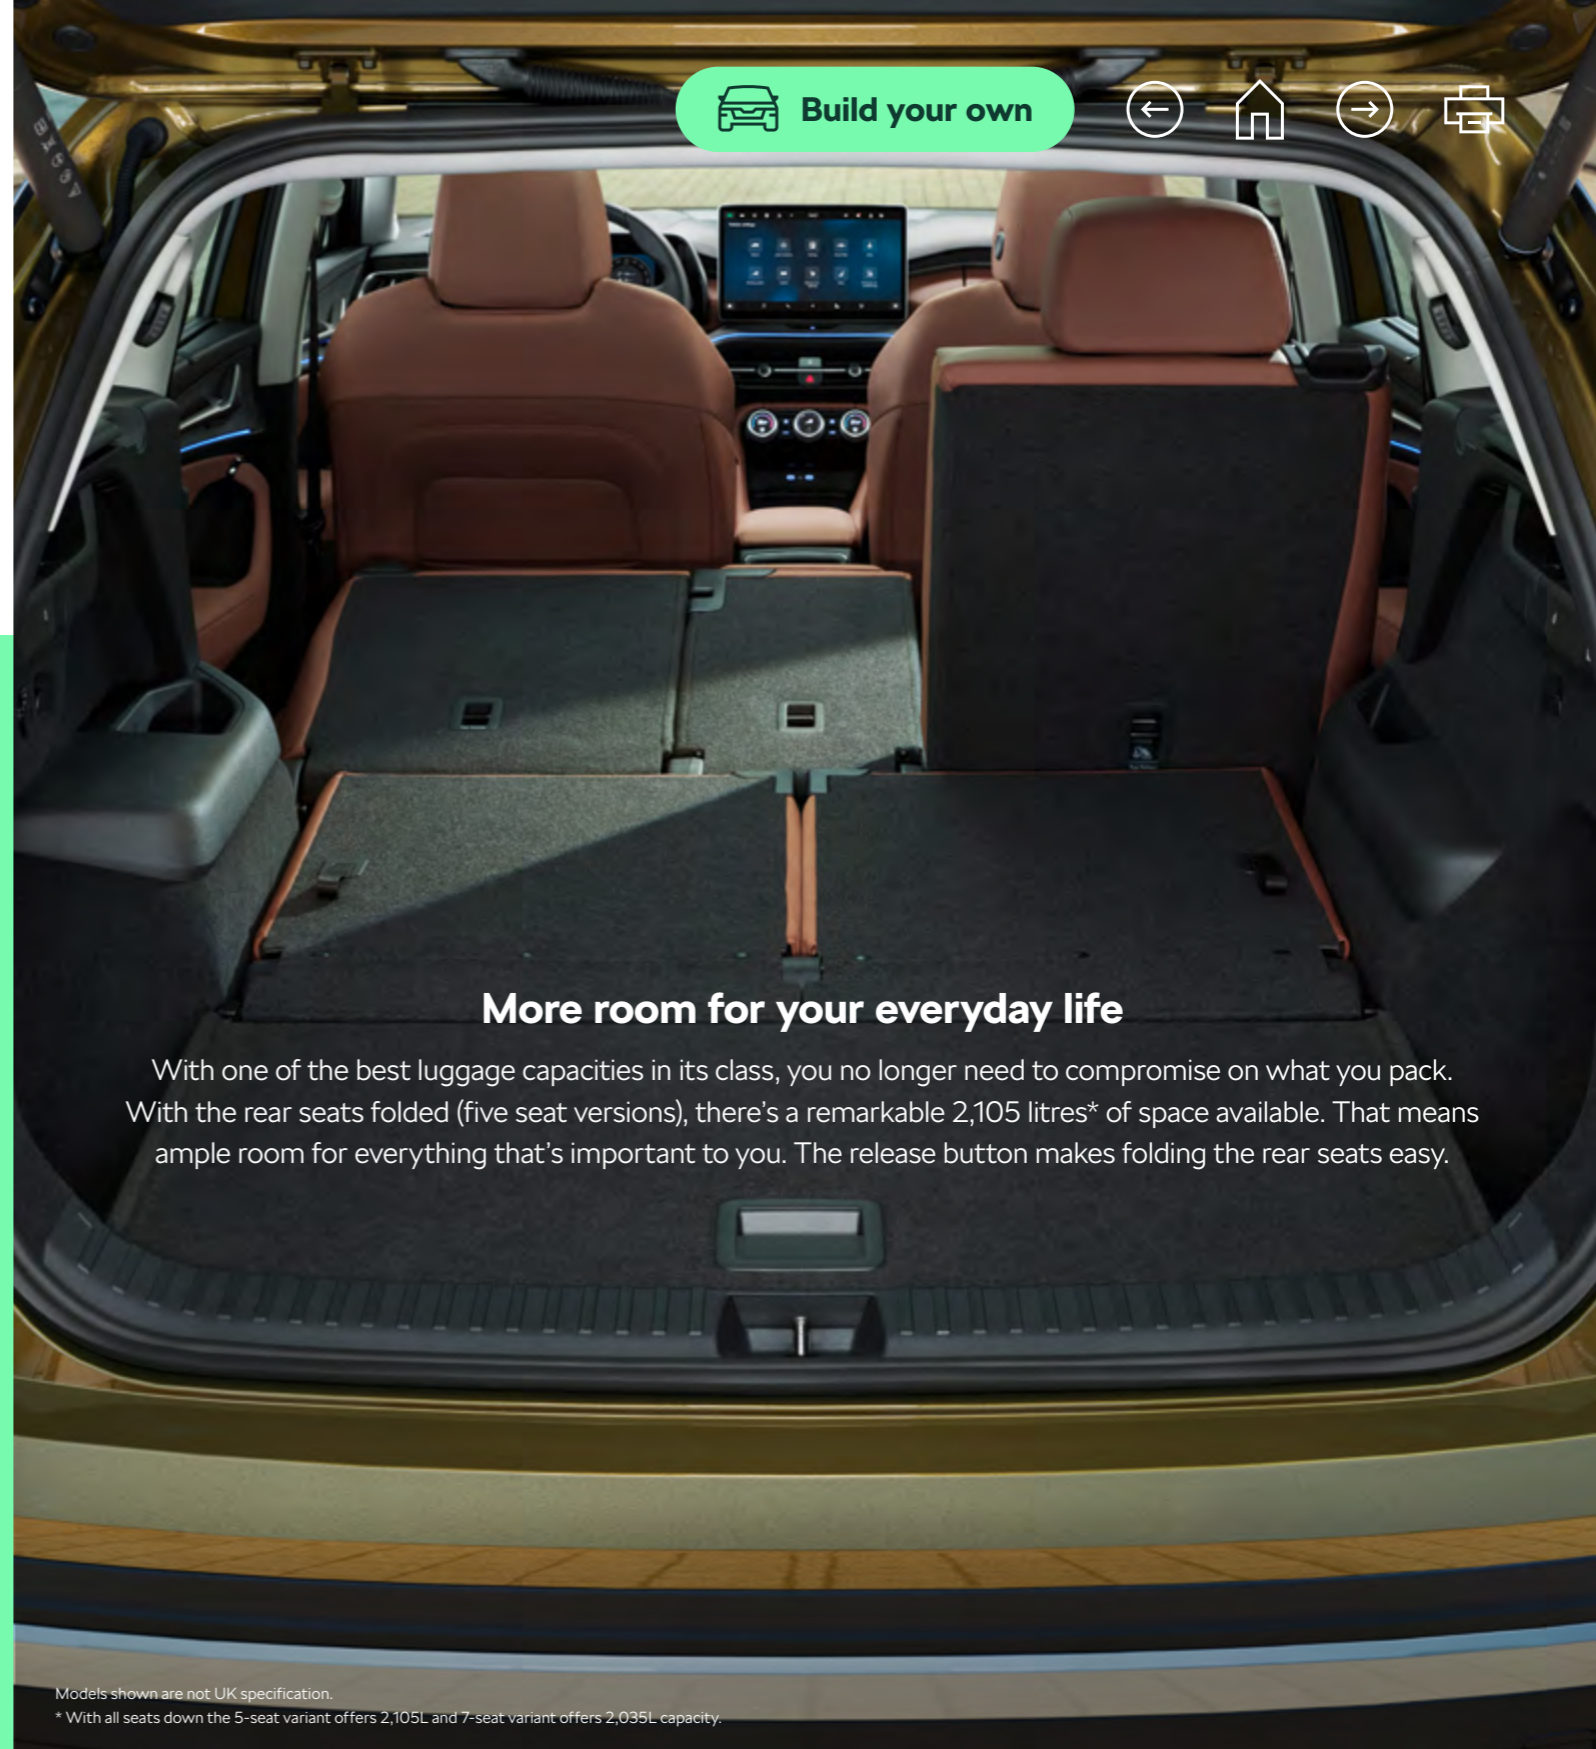 Build your own
More room for your everyday life
With one of the best luggage capacities in its class, you no longer need to compromise on what you pack.
With the rear seats folded (five seat versions), there's a remarkable 2,105 litres* of space available. That means
ample room for everything that's important to you. The release button makes folding the rear seats easy.
Models shown are not UK specification.
* With all seats down the 5-seat variant offers 2,105L and 7-seat variant offers 2,035L capacity.